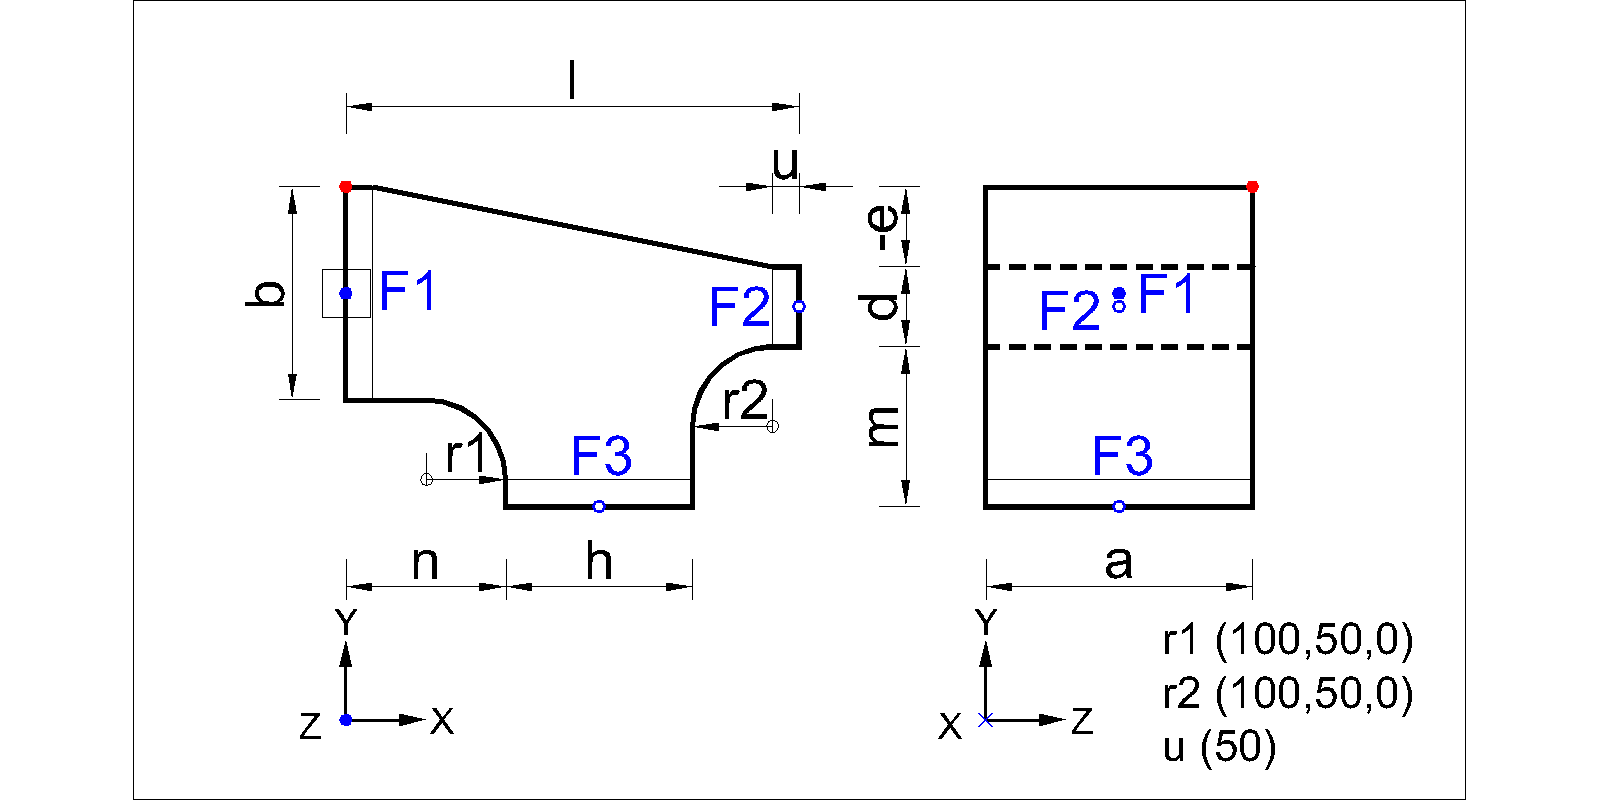 l
u
b
F1
F2
r1
r2
F3
n
h
Y
Z
X
-e
d
m
F2
F1
F3
a
Y
X
Z
r1 (100,50,0)
r2 (100,50,0)
u (50)